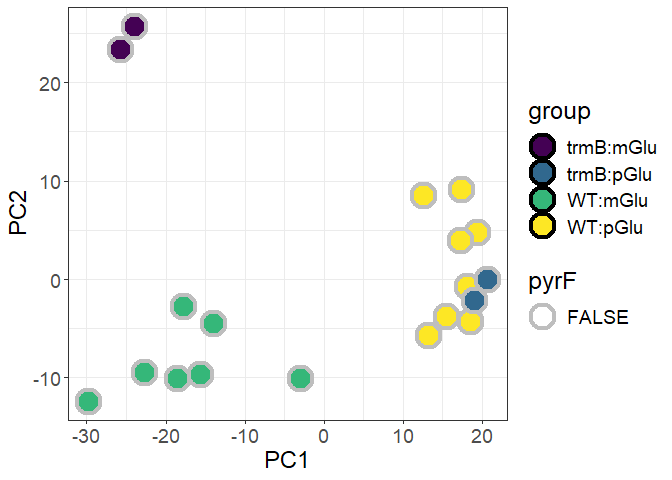 20
10
0
-10
-30
-20
-10
0
10
20
PC1
PC2
group
trmB:mGlu
trmB:pGlu
WT:mGlu
WT:pGlu
pyrF
FALSE